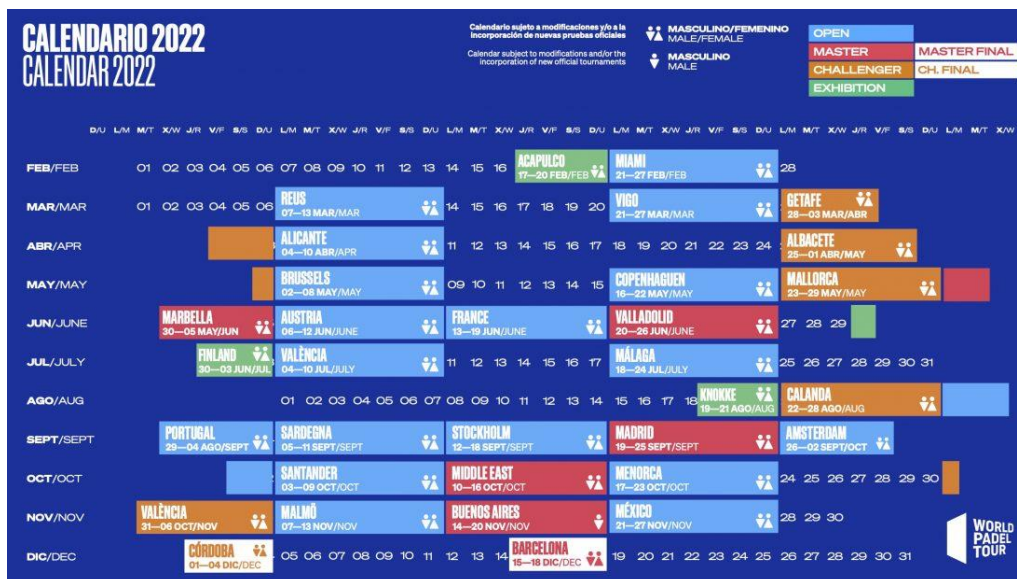 CALENDARIO 2022
CALENDAR 2022
Calendario sujeto a modificaciones y/o a la
incorporación de nuevas pruebas oficiales
Calendar subject to modifications and/or the
incorporation of new official tournaments
MASCULINO/FEMENINO
MALE/FEMALE
MASCULINO
MALE
OPEN
MASTER MASTER FINAL
CHALLENGER CH. FINAL
EXHIBITION
D/U L/M M/T X/W J/R V/F S/S D/U L/M M/T X/W J/R V/F S/S D/U L/M M/T X/W J/R V/F S/S D/U L/M M/T X/W J/R V/F S/S D/U L/M M/T X/W J/R V/F S/S D/U L/M M/T X/W
FEB/FEB 01 02 03 04 05 06 07 08 09 10 11 12 13 14 15 16 ACAPULCO MIAMI 28
17—20 FEB/FEB 21—27 FEB/FEB
MAR/MAR 01 02 03 04 05 06 REUS 14 15 16 17 18 19 20 VIGO GETAFE
07—13 MAR/MAR 21—27 MAR/MAR 28—03 MAR/ABR
ABR/APR ALICANTE 11 12 13 14 15 16 17 18 19 20 21 22 23 24 ALBACETE
04—10 ABR/APR 25—01 ABR/MAY
MAY/MAY BRUSSELS 09 10 11 12 13 14 15 COPENHAGUEN MALLORCA
02—08 MAY/MAY 16—22 MAY/MAY 23—29 MAY/MAY
JUN/JUNE MARBELLA AUSTRIA FRANCE VALLADOLID 27 28 29
30—05 MAY/JUN 06—12 JUN/JUNE 13—19 JUN/JUNE 20—26 JUN/JUNE
JUL/JULY FINLAND VALÈNCIA 11 12 13 14 15 16 17 MÁLAGA 25 26 27 28 29 30 31
30—03 JUN/JUL 04—10 JUL/JULY 18—24 JUL/JULY
AGO/AUG 01 02 03 04 05 06 07 08 09 10 11 12 13 14 15 16 17 18 KNOKKE CALANDA
19—21 AGO/AUG 22—28 AGO/AUG
SEPT/SEPT PORTUGAL SARDEGNA STOCKHOLM MADRID AMSTERDAM
29—04 AGO/SEPT 05—11 SEPT/SEPT 12—18 SEPT/SEPT 19—25 SEPT/SEPT 26—02 SEPT/OCT
OCT/OCT SANTANDER MIDDLE EAST MENORCA 24 25 26 27 28 29 30
03—09 OCT/OCT 10—16 OCT/OCT 17—23 OCT/OCT
NOV/NOV VALÈNCIA MALMÖ BUENOS AIRES MÉXICO 28 29 30
31—06 OCT/NOV 07—13 NOV/NOV 14—20 NOV/NOV 21—27 NOV/NOV
DIC/DEC CÓRDOBA 05 06 07 08 09 10 11 12 13 14 BARCELONA 19 20 21 22 23 24 25 26 27 28 29 30 31
01—04 DIC/DEC 15—18 DIC/DEC
WORLD
PADEL
TOUR